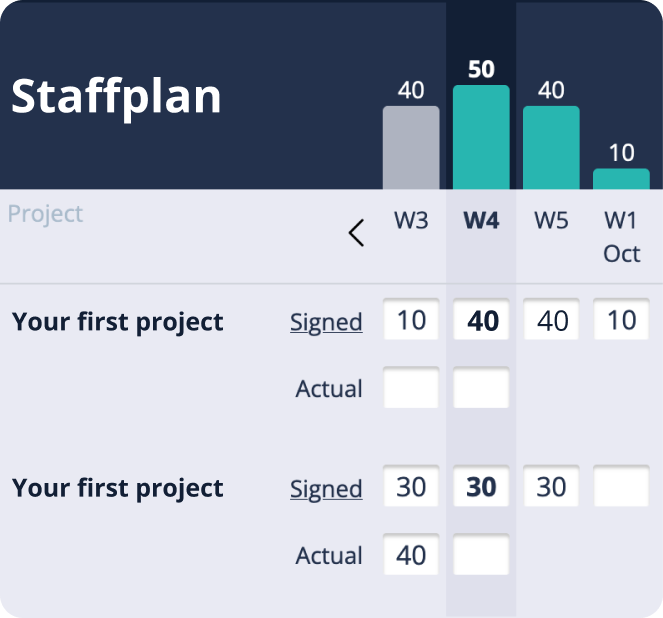 50
40 40
Staffplan
10
Project W3 W4 W5 W1
Oct
Your first project Signed 10 40 40 10
Actual
Your first project Signed 30 30 30
Actual 40